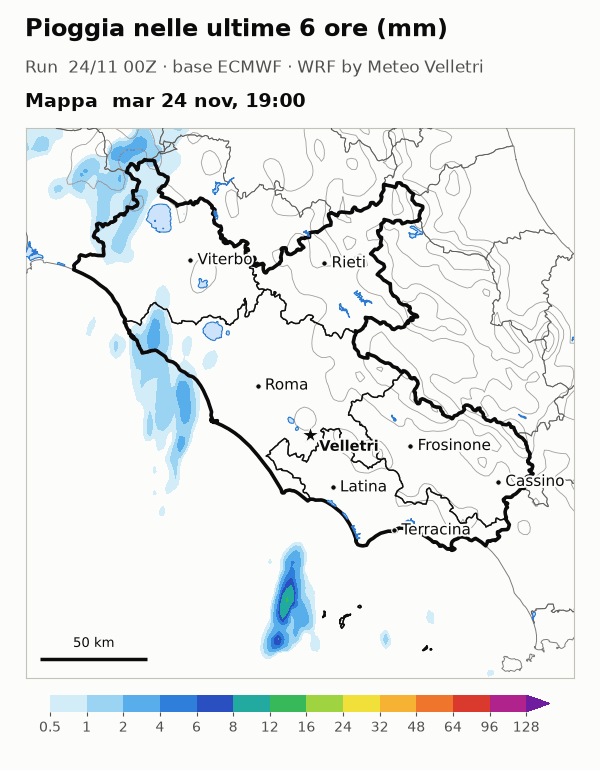 Pioggia nelle ultime 6 ore (mm)
Run  24/11 00Z · base ECMWF · WRF by Meteo Velletri
Mappa  mar 24 nov, 19:00
Viterbo
Rieti
Roma
Velletri
Frosinone
Latina
Cassino
Terracina
50 km
0.5 1 2 4 6 8 12 16 24 32 48 64 96 128